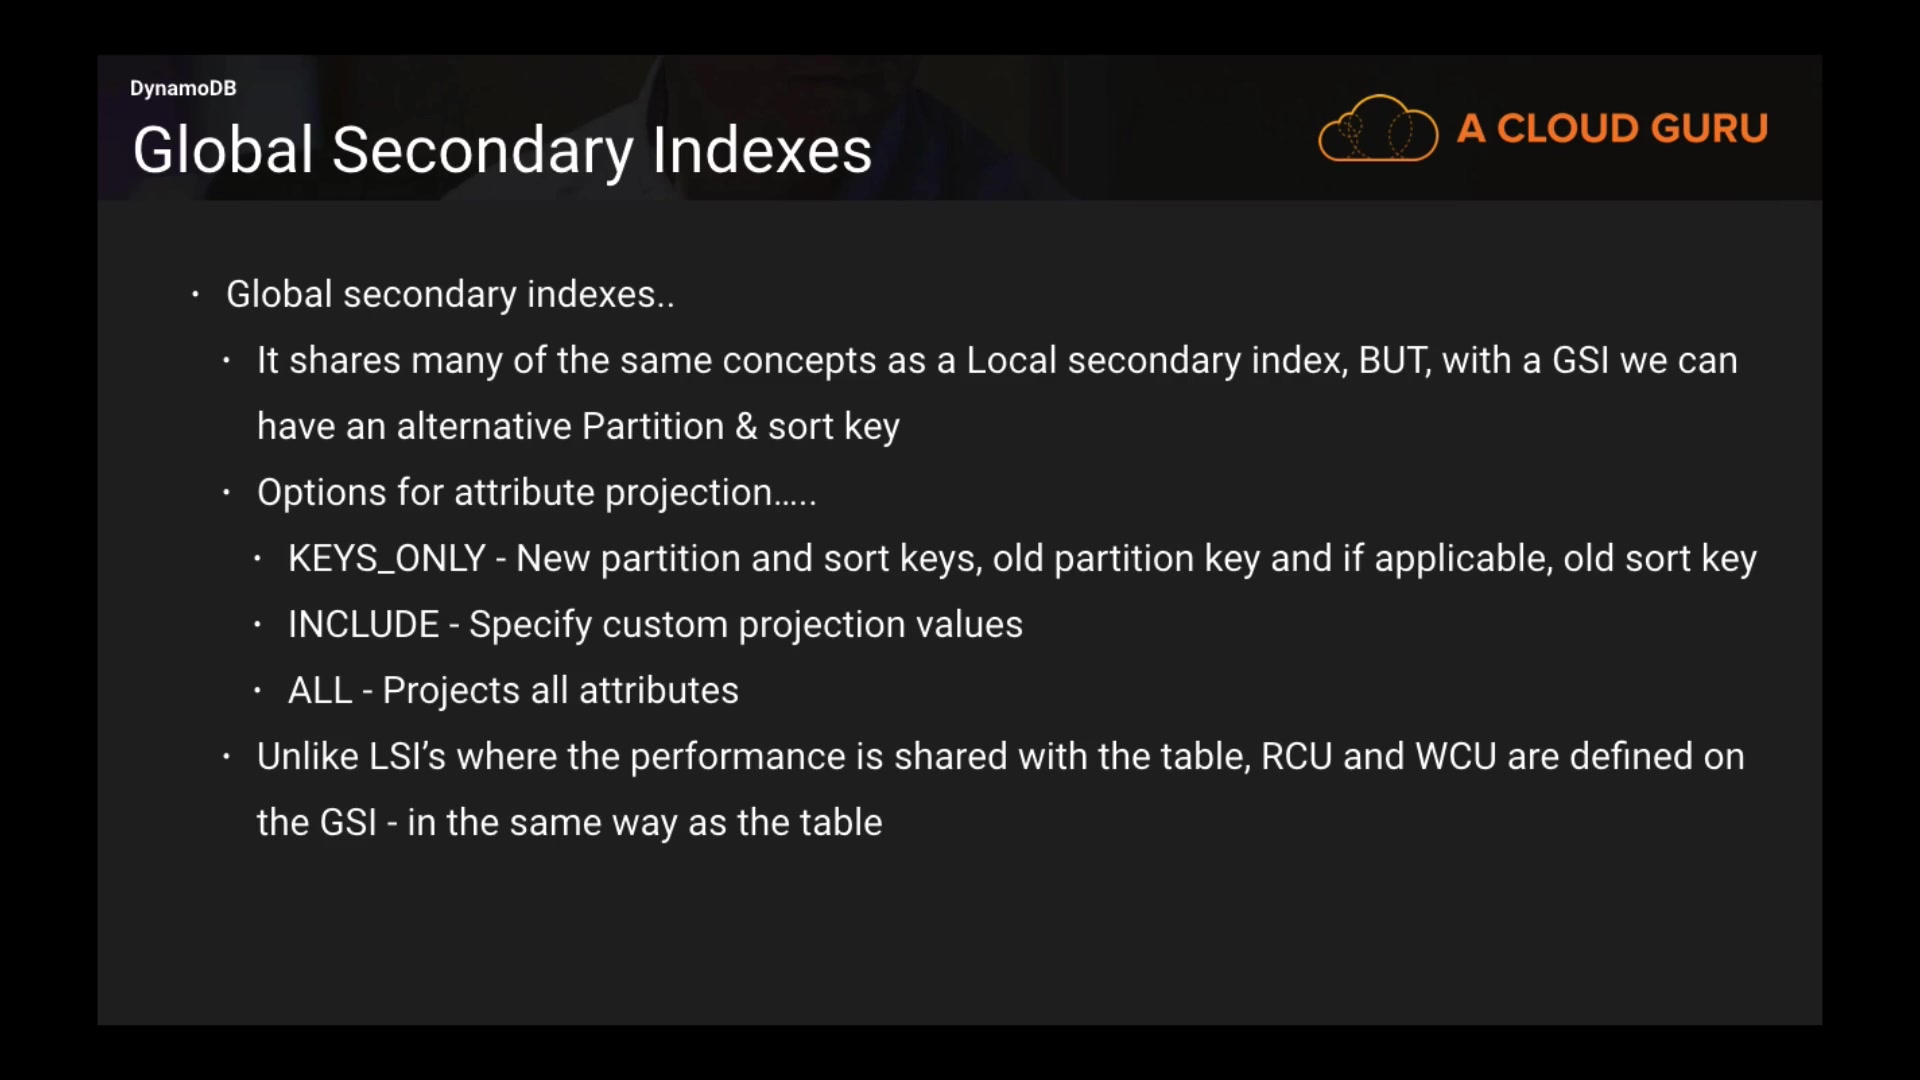 DynamoDB
Global Secondary Indexes
A CLOUD GURU
· Global secondary indexes..
· It shares many of the same concepts as a Local secondary index, BUT, with a GSI we can
have an alternative Partition & sort key
· Options for attribute projection.....
· KEYS_ONLY - New partition and sort keys, old partition key and if applicable, old sort key
· INCLUDE - Specify custom projection values
· ALL - Projects all attributes
· Unlike LSI’s where the performance is shared with the table, RCU and WCU are defined on
the GSI - in the same way as the table